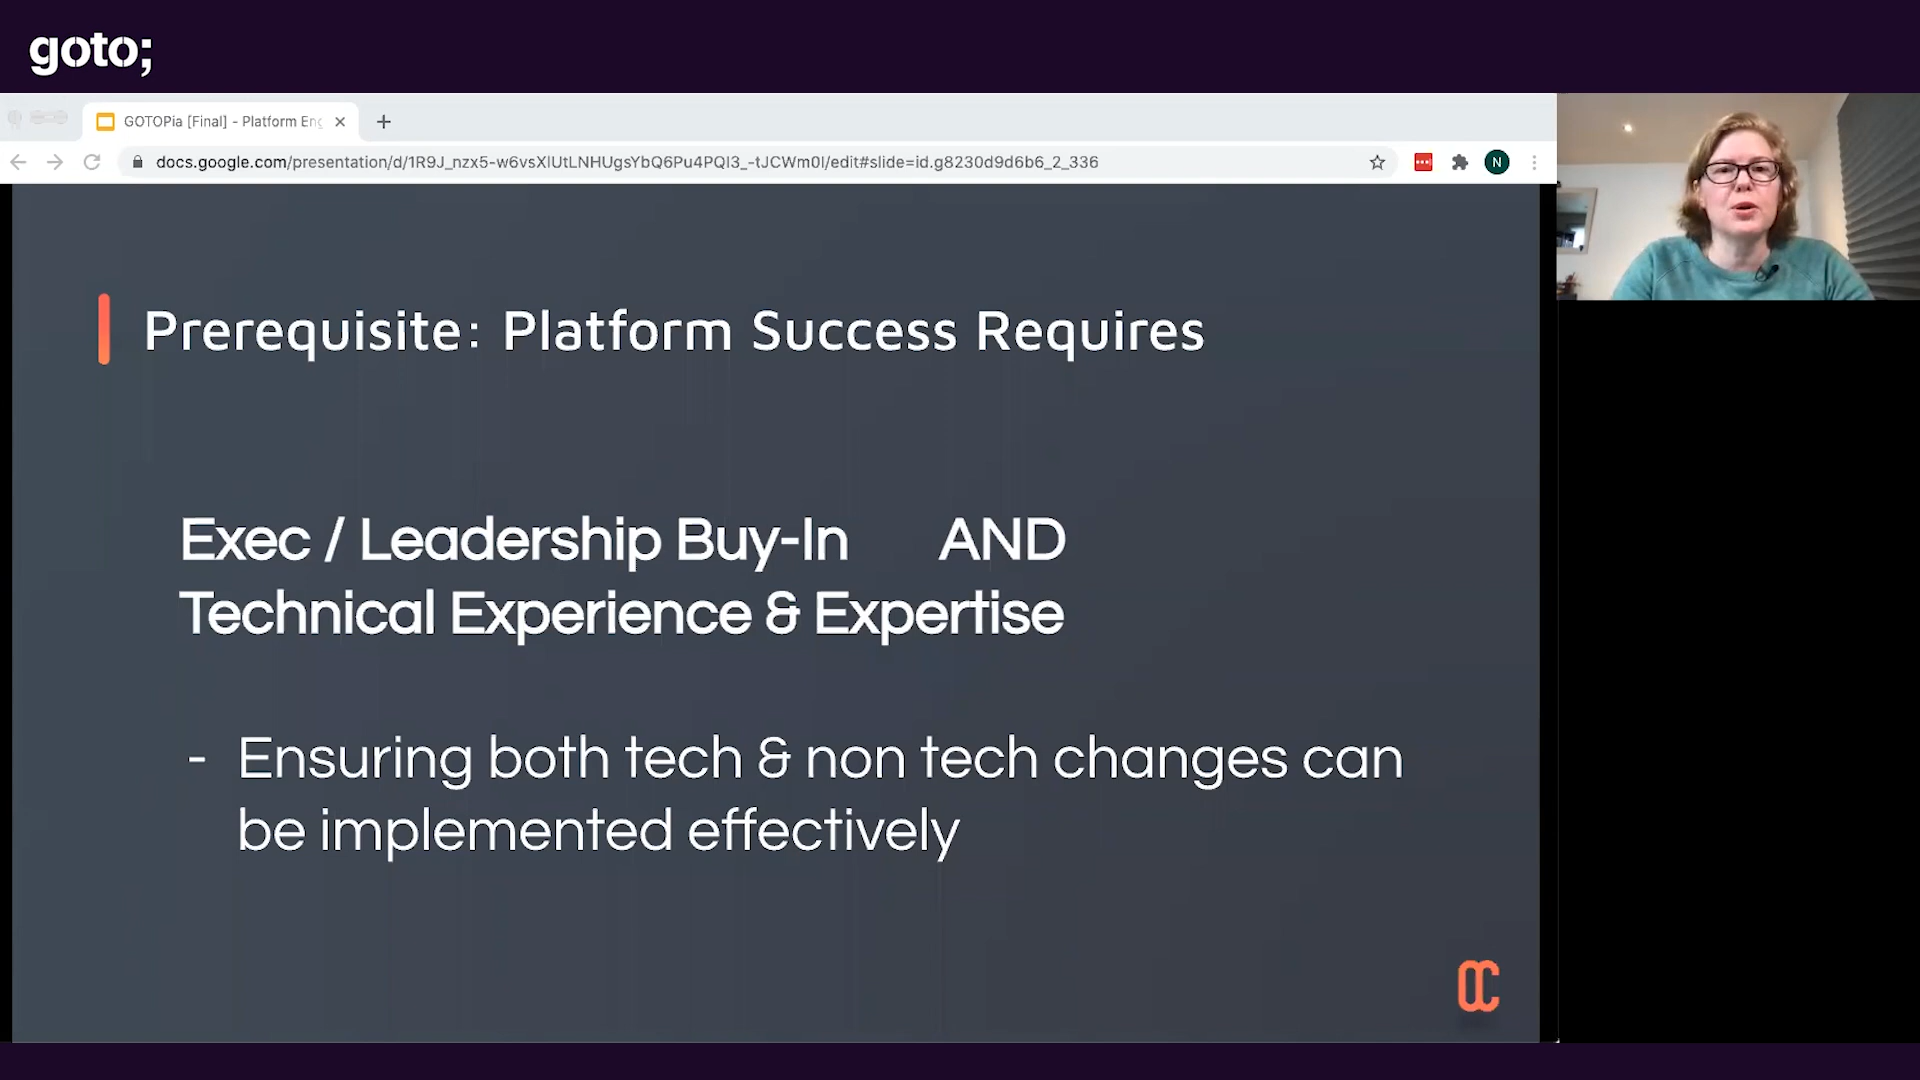 goto;
GOTOPia [Final] - Platform Eng
docs.google.com/presentation/d/1R9J_nzx5-w6vsXlUtLNHUgsYbQ6Pu4PQI3_-tJCWm0I/edit#slide=id.g8230d9d6b6_2_336
N
Prerequisite: Platform Success Requires
Exec / Leadership Buy-In AND
Technical Experience & Expertise
- Ensuring both tech & non tech changes can
be implemented effectively